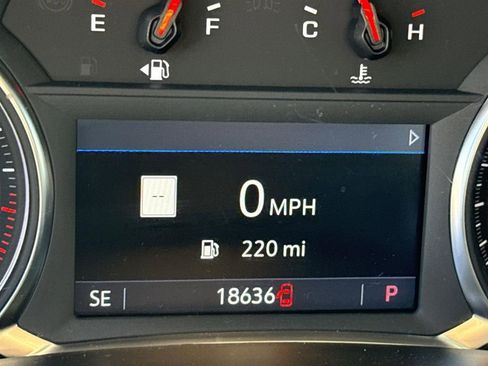 E F C H
--
0 MPH
220 mi
SE 18636 P